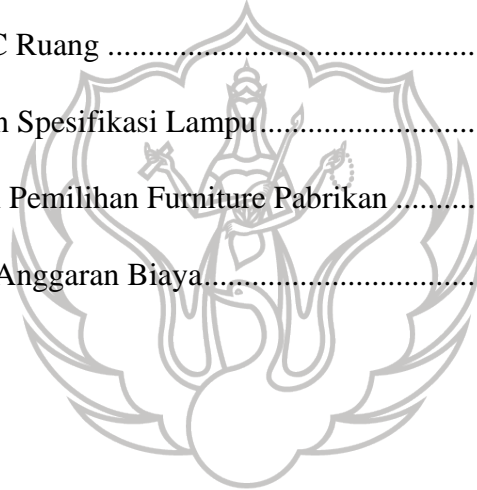 C Ruang ................................................
n Spesifikasi Lampu...........................
Pemilihan Furniture Pabrikan ..........
Anggaran Biaya..................................